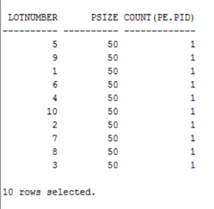 LOTNUMBER PSIZE COUNT(PE.PID)
---------- ---------- -------------
5 50 1
9 50 1
1 50 1
6 50 1
4 50 1
10 50 1
2 50 1
7 50 1
8 50 1
3 50 1
10 rows selected.